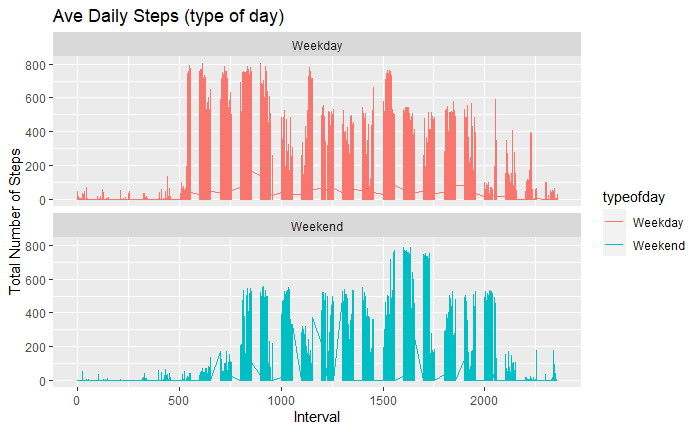 Ave Daily Steps (type of day)
Weekday
800
600
400
200
0
Weekend
800
600
400
200
0
0 500 1000 1500 2000
Interval
Total Number of Steps
typeofday
Weekday
Weekend